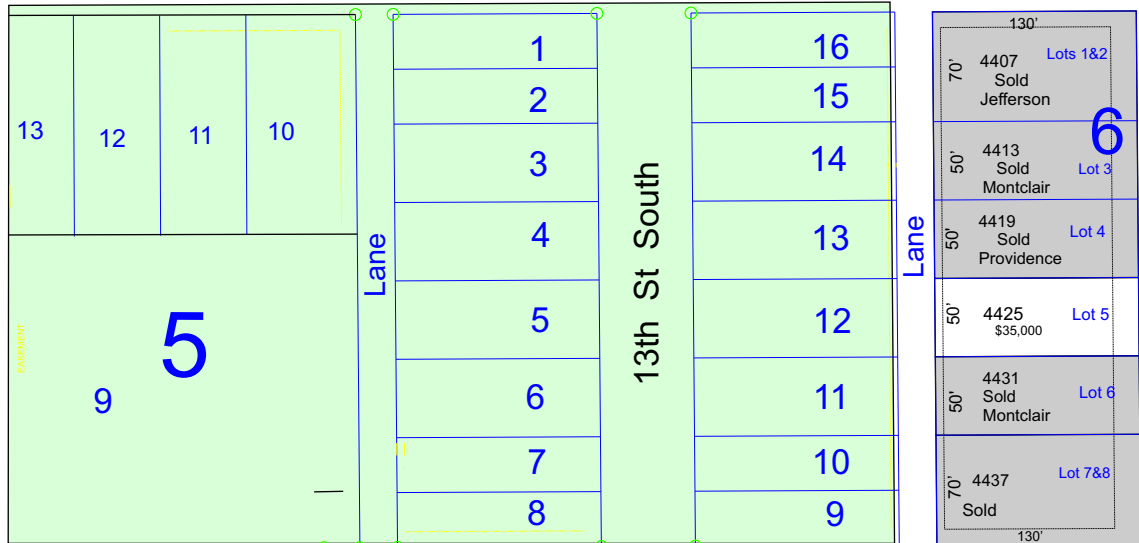 13
12
11
10
5
9
EASEMENT
Lane
1
2
3
4
5
6
7
8
13th St South
16
15
14
13
12
11
10
9
Lane
6
130'
70'
4407
Lots 1&2
Sold
Jefferson
50'
4413
Sold
Lot 3
Montclair
50'
4419
Lot 4
Sold
Providence
50'
4425
Lot 5
$35,000
50'
4431
Lot 6
Sold
Montclair
70'
4437
Lot 7&8
Sold
130'